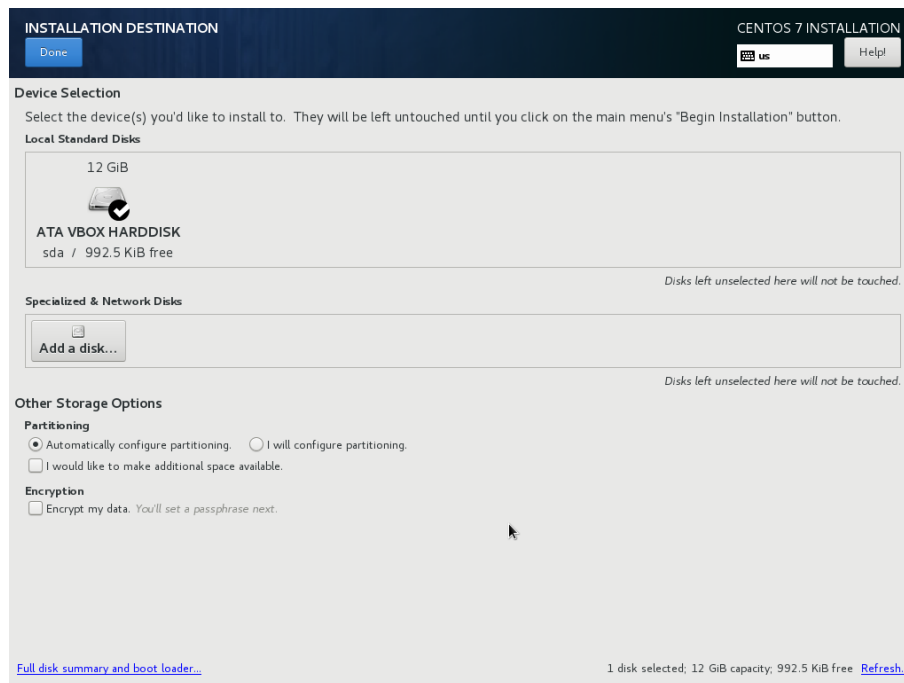 INSTALLATION DESTINATION
CENTOS 7 INSTALLATION
Done
us
Help!
Device Selection
Select the device(s) you'd like to install to. They will be left untouched until you click on the main menu's "Begin Installation" button.
Local Standard Disks
12 GiB
ATA VBOX HARDDISK
sda / 992.5 KiB free
Disks left unselected here will not be touched.
Specialized & Network Disks
Add a disk...
Disks left unselected here will not be touched.
Other Storage Options
Partitioning
Automatically configure partitioning. I will configure partitioning.
I would like to make additional space available.
Encryption
Encrypt my data. You'll set a passphrase next.
Full disk summary and boot loader... 1 disk selected; 12 GiB capacity; 992.5 KiB free Refresh.